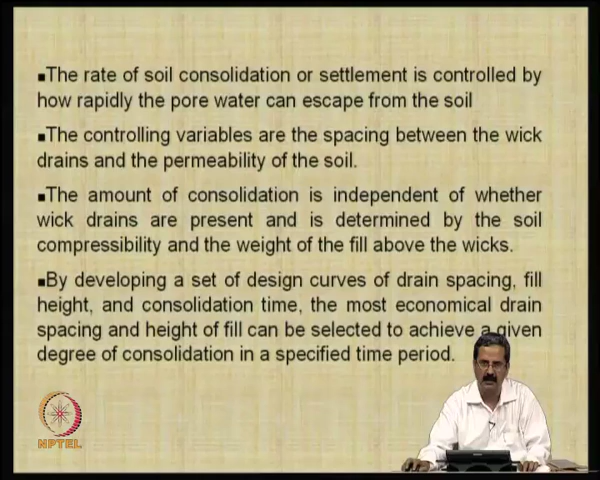 ▪The rate of soil consolidation or settlement is controlled by
how rapidly the pore water can escape from the soil
▪The controlling variables are the spacing between the wick
drains and the permeability of the soil.
▪The amount of consolidation is independent of whether
wick drains are present and is determined by the soil
compressibility and the weight of the fill above the wicks.
▪By developing a set of design curves of drain spacing, fill
height, and consolidation time, the most economical drain
spacing and height of fill can be selected to achieve a given
degree of consolidation in a specified time period.
NPTEL